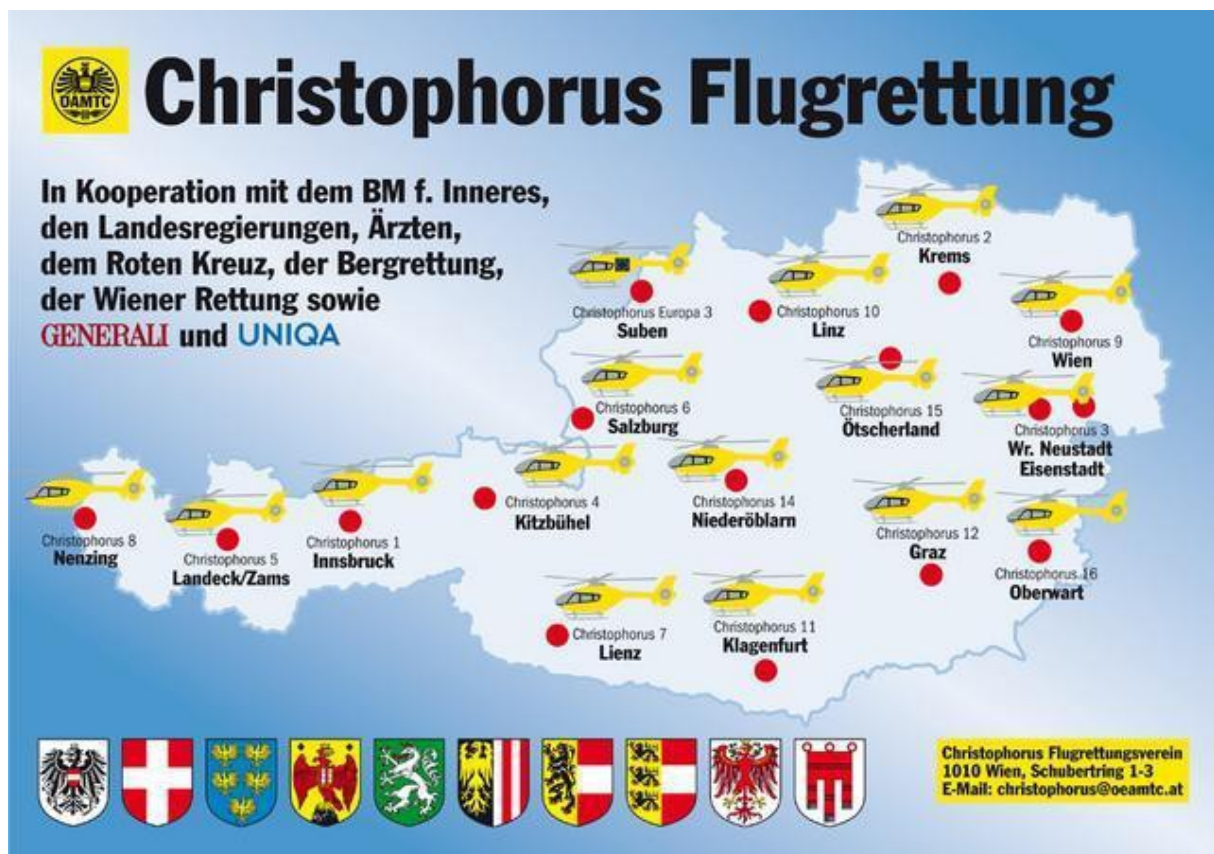 ÖAMTC
Christophorus Flugrettung
In Kooperation mit dem BM f. Inneres,
den Landesregierungen, Ärzten,
dem Roten Kreuz, der Bergrettung,
der Wiener Rettung sowie
GENERALI und UNIQA
Christophorus 2
Krems
Christophorus Europa 3
Suben
Christophorus 10
Linz
Christophorus 9
Wien
Christophorus 6
Salzburg
Christophorus 15
Ötscherland
Christophorus 3
Wr. Neustadt
Eisenstadt
Christophorus 8
Nenzing
Christophorus 5
Landeck/Zams
Christophorus 1
Innsbruck
Christophorus 4
Kitzbühel
Christophorus 14
Niederöblarn
Christophorus 12
Graz
Christophorus 16
Oberwart
Christophorus 7
Lienz
Christophorus 11
Klagenfurt
Christophorus Flugrettungsverein
1010 Wien, Schubertring 1-3
E-Mail: christophorus@oeamtc.at